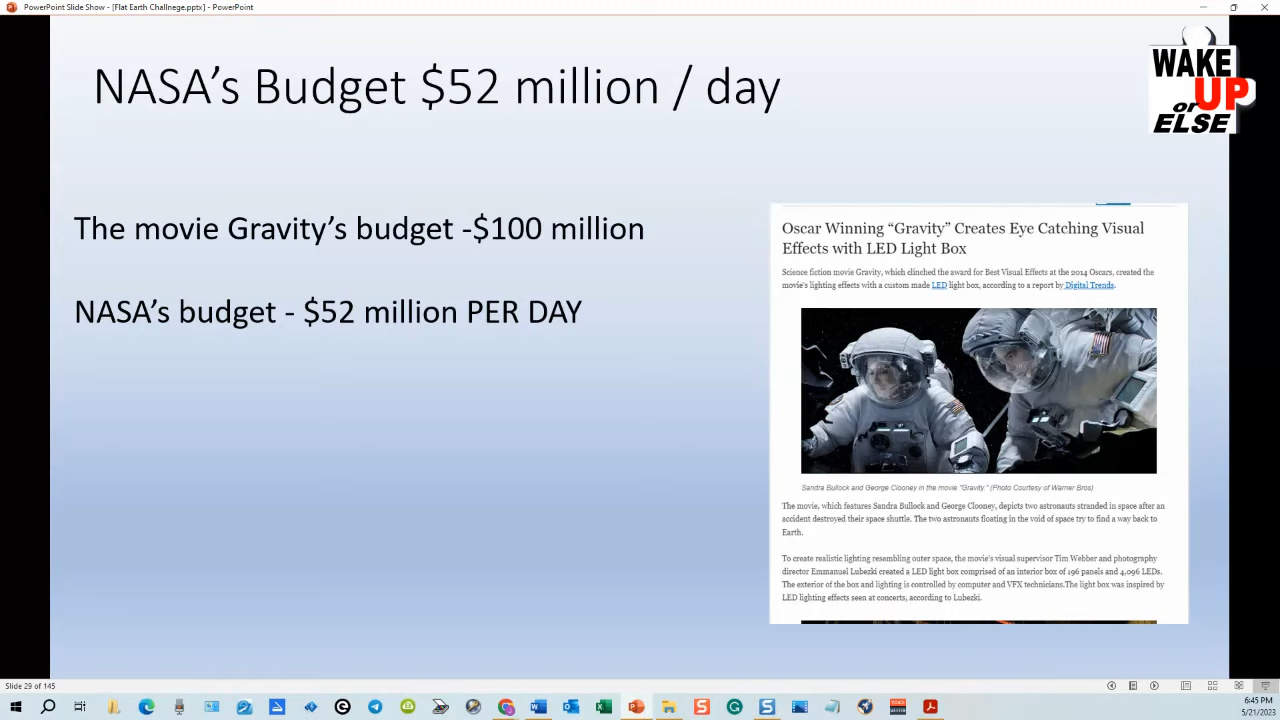 PowerPoint Slide Show - [Flat Earth Challnege.pptx] - PowerPoint
NASA's Budget $52 million / day
WAKE
UP
or
ELSE
The movie Gravity's budget -$100 million
NASA's budget - $52 million PER DAY
Oscar Winning “Gravity” Creates Eye Catching Visual
Effects with LED Light Box
Science fiction movie Gravity, which clinched the award for Best Visual Effects at the 2014 Oscars, created the
movie's lighting effects with a custom made LED light box, according to a report by Digital Trends.
Sandra Bullock and George Clooney in the movie "Gravity." (Photo Courtesy of Warner Bros)
The movie, which features Sandra Bullock and George Clooney, depicts two astronauts stranded in space after an
accident destroyed their space shuttle. The two astronauts floating in the void of space try to find a way back to
Earth.
To create realistic lighting resembling outer space, the movie's visual supervisor Tim Webber and photography
director Emmanuel Lubezki created a LED light box comprised of an interior box of 196 panels and 4,096 LEDs.
The exterior of the box and lighting is controlled by computer and VFX technicians.The light box was inspired by
LED lighting effects seen at concerts, according to Lubezki.
Slide 29 of 145
6:45 PM
5/21/2023